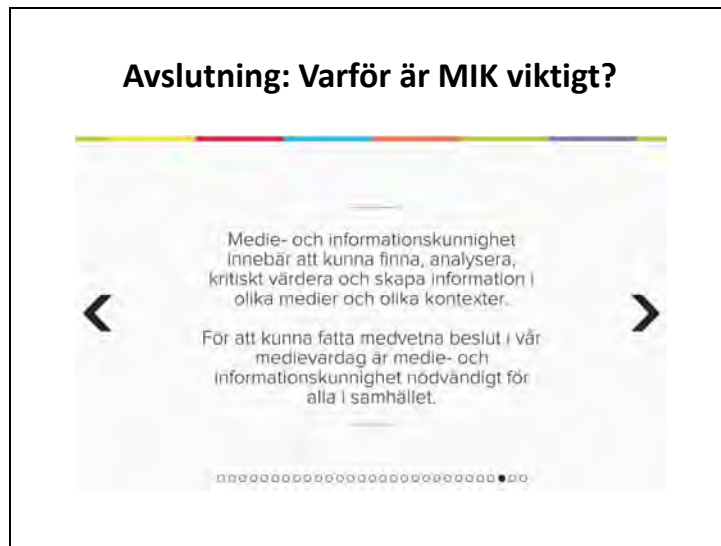 Avslutning: Varför är MIK viktigt?
Medie- och informationskunnighet
innebär att kunna finna, analysera,
kritiskt värdera och skapa information i
olika medier och olika kontexter.
För att kunna fatta medvetna beslut i vår
medievardag är medie- och
informationskunnighet nödvändigt för
alla i samhället.